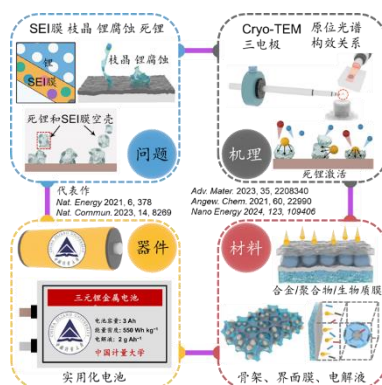 SEI膜 枝晶 锂腐蚀 死锂
锂
SEI膜
枝晶 锂腐蚀
死锂和SEI膜空壳
问题
Cryo-TEM 原位光谱
三电极 构效关系
机理
死锂激活
代表作
Nat. Energy 2021, 6, 378
Nat. Commun. 2023, 14, 8269
Adv. Mater. 2023, 35, 2208340
Angew. Chem. 2021, 60, 22990
Nano Energy 2024, 123, 109406
器件
三元锂金属电池
电池容量: 3 Ah
能量密度: 550 Wh kg⁻¹
电解液: 2 g Ah⁻¹
中国计量大学
实用化电池
材料
合金/聚合物/生物质膜
骨架、界面膜、电解液